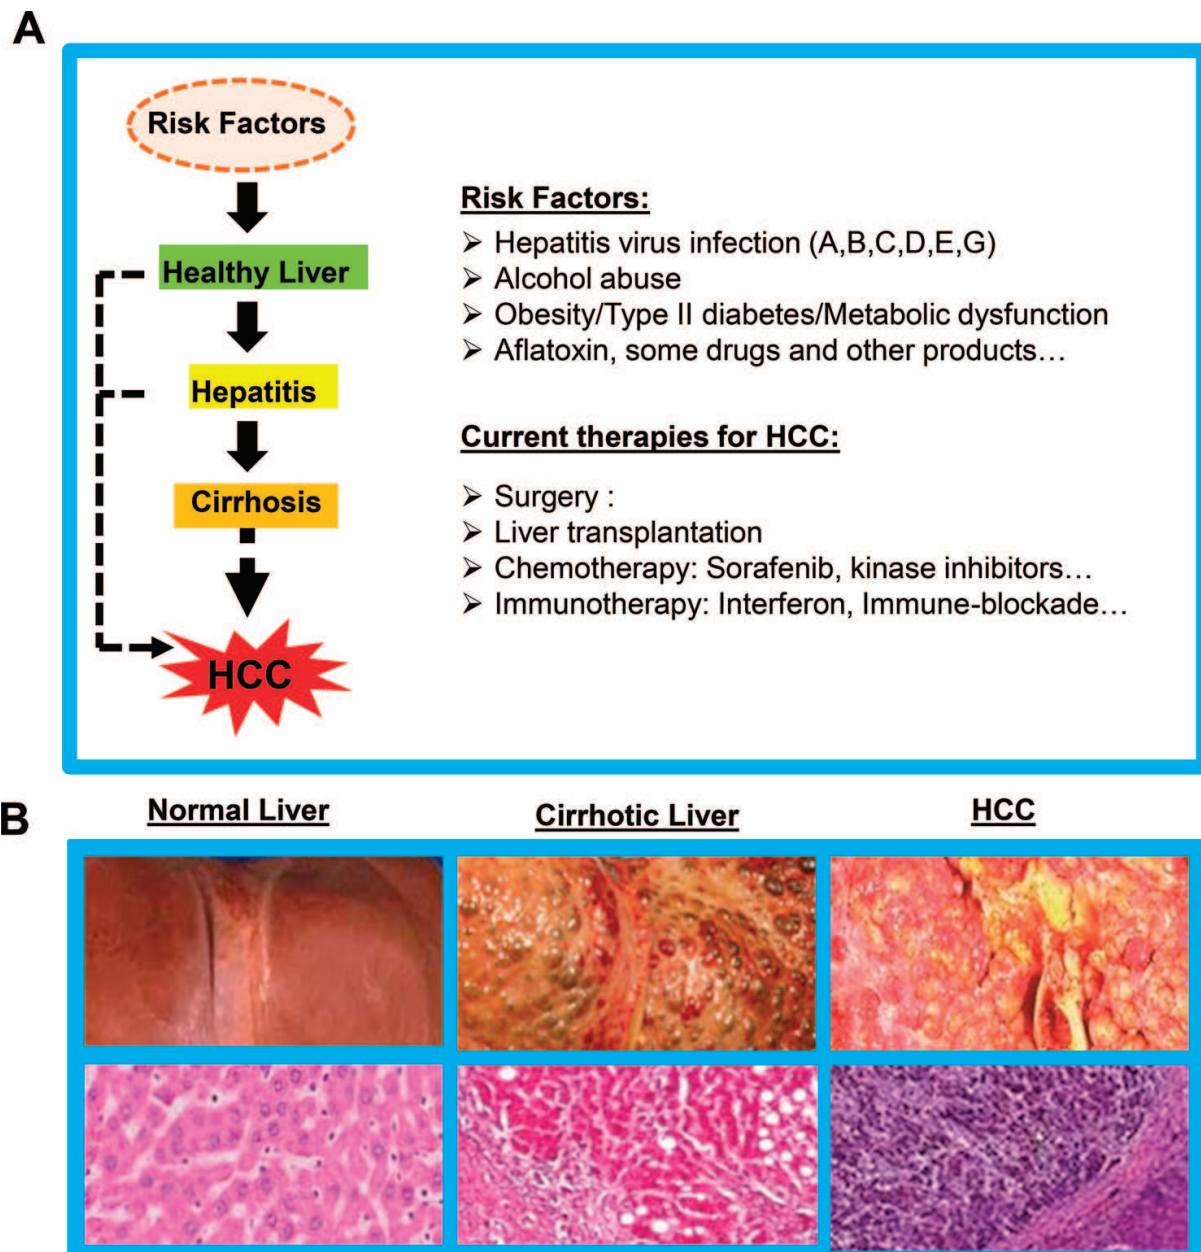 A
Risk Factors
Healthy Liver
Hepatitis
Cirrhosis
HCC
Risk Factors:
➢ Hepatitis virus infection (A,B,C,D,E,G)
➢ Alcohol abuse
➢ Obesity/Type II diabetes/Metabolic dysfunction
➢ Aflatoxin, some drugs and other products…
Current therapies for HCC:
➢ Surgery :
➢ Liver transplantation
➢ Chemotherapy: Sorafenib, kinase inhibitors…
➢ Immunotherapy: Interferon, Immune-blockade…
B
Normal Liver
Cirrhotic Liver
HCC